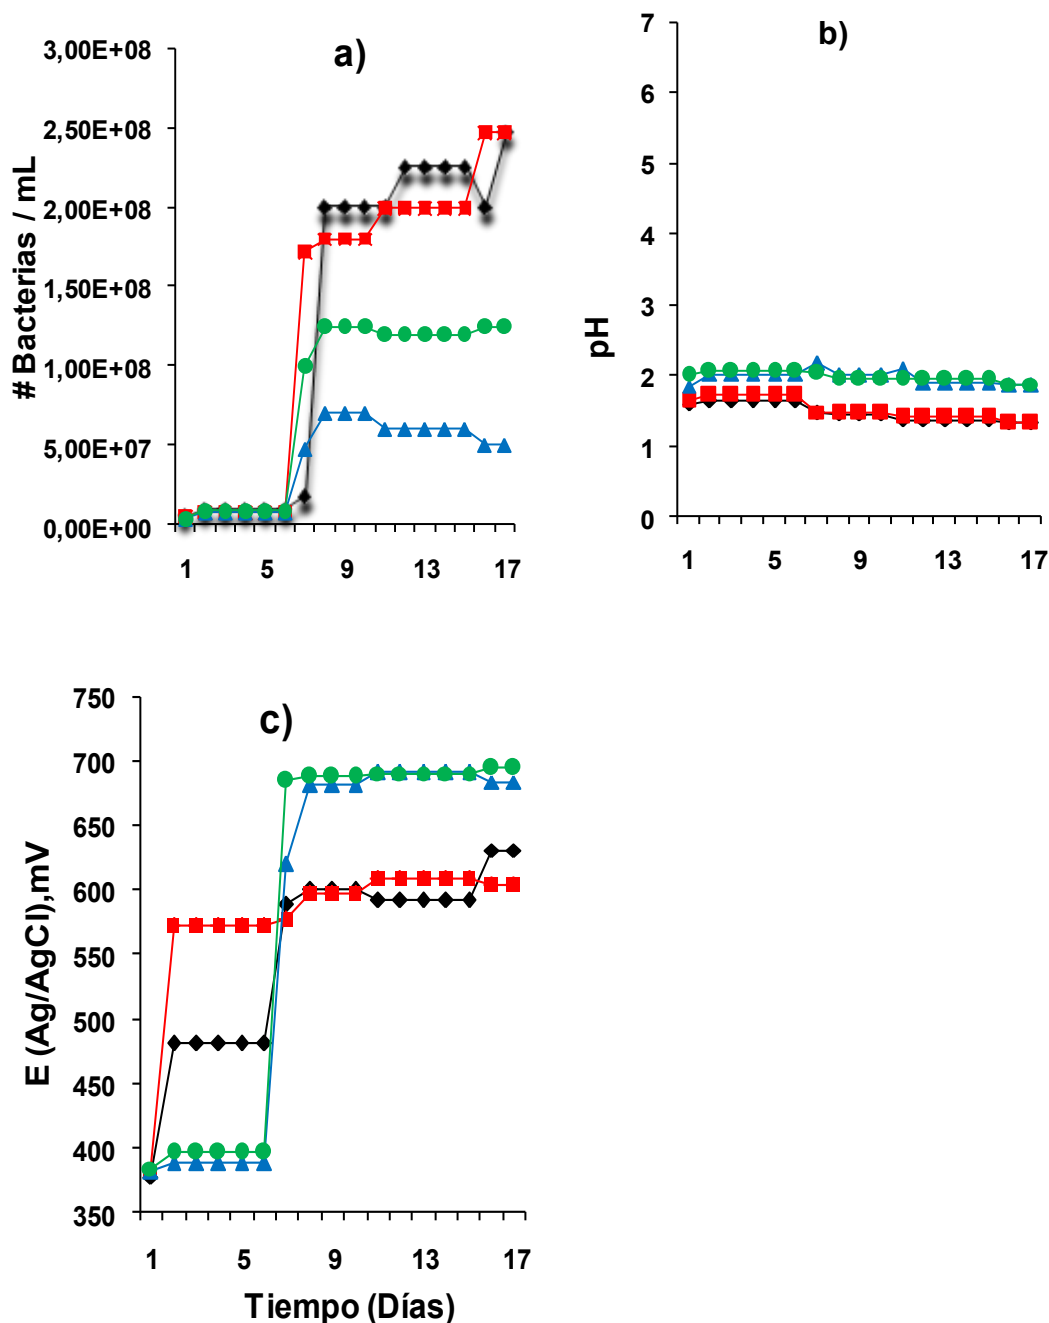 a)
# Bacterias / mL
3,00E+08
2,50E+08
2,00E+08
1,50E+08
1,00E+08
5,00E+07
0,00E+00
1 5 9 13 17
b)
pH
7
6
5
4
3
2
1
0
1 5 9 13 17
c)
E (Ag/AgCl),mV
750
700
650
600
550
500
450
400
350
1 5 9 13 17
Tiempo (Días)